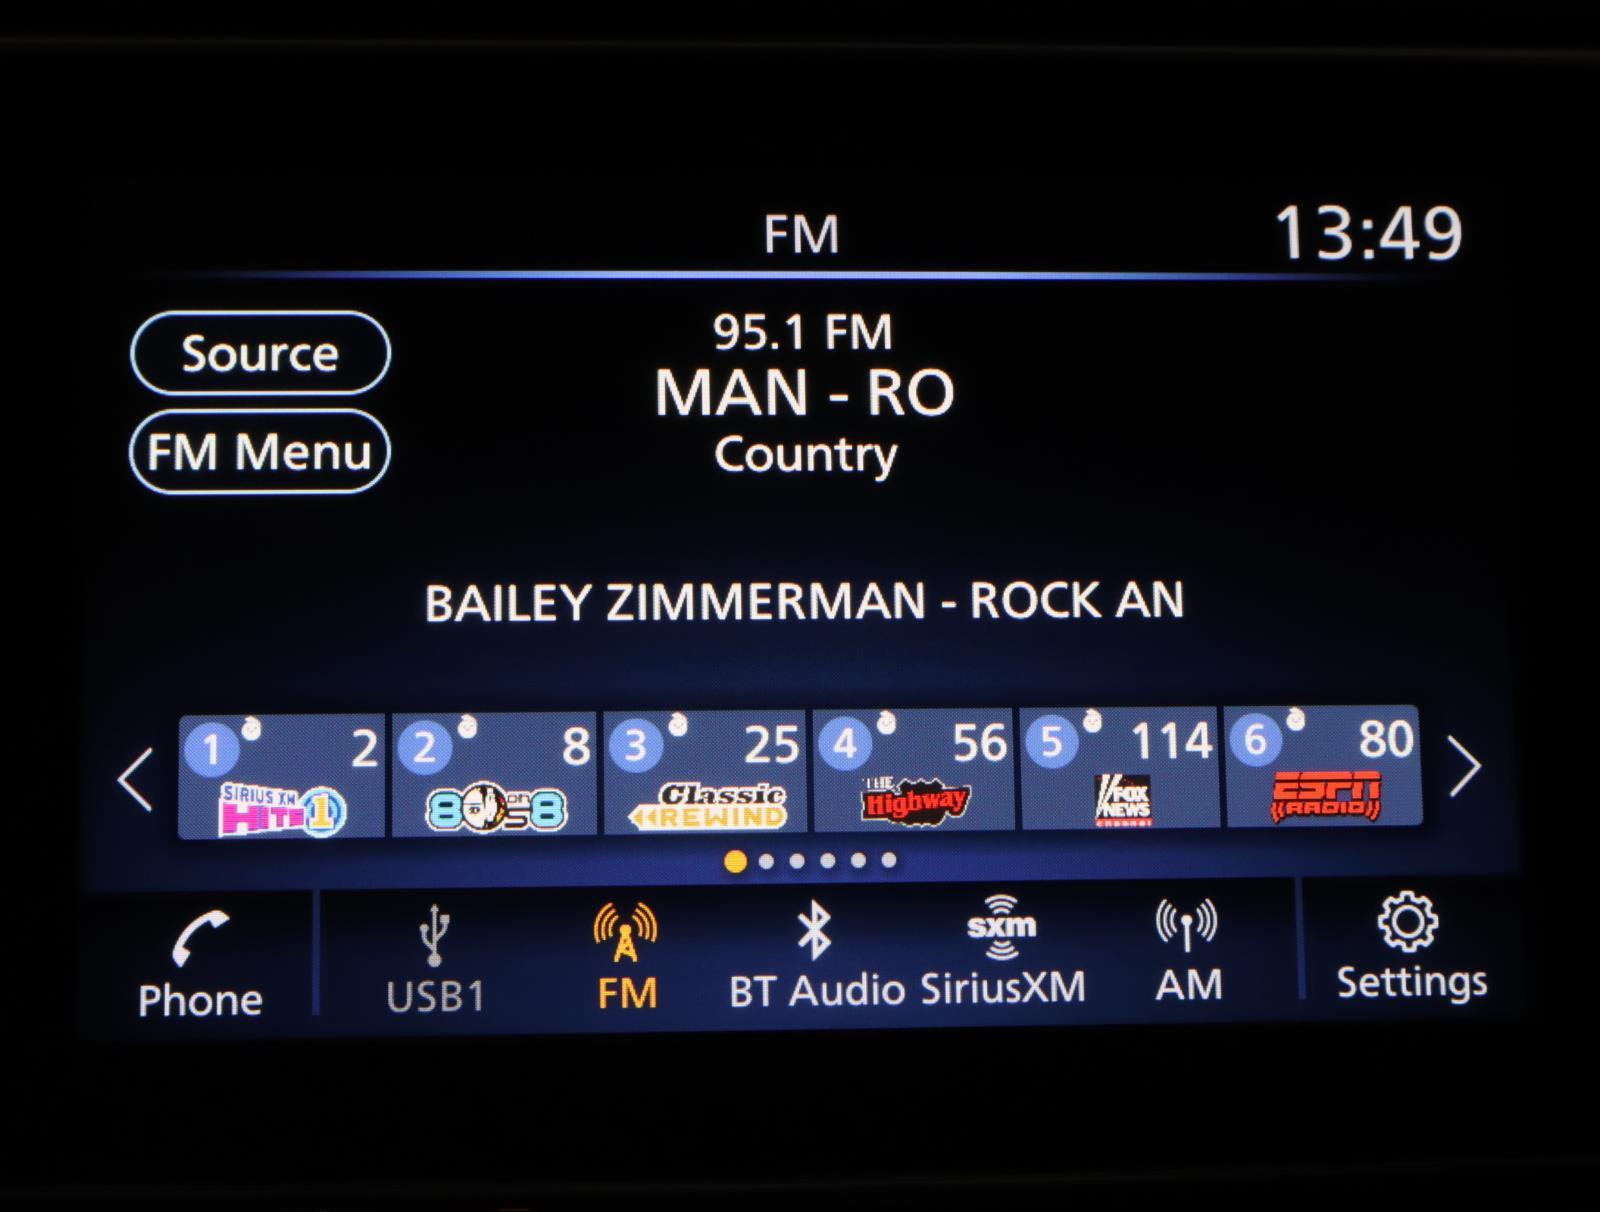 FM
13:49
Source
95.1 FM
MAN - RO
FM Menu
Country
BAILEY ZIMMERMAN - ROCK AN
1 2
SIRIUS XM
HITS 1
2 8
80s on 8
3 25
Classic
REWIND
4 56
THE
Highway
5 114
FOX
NEWS
channel
6 80
ESPN
RADIO
Phone
USB1
FM
BT Audio
sxm
SiriusXM
AM
Settings